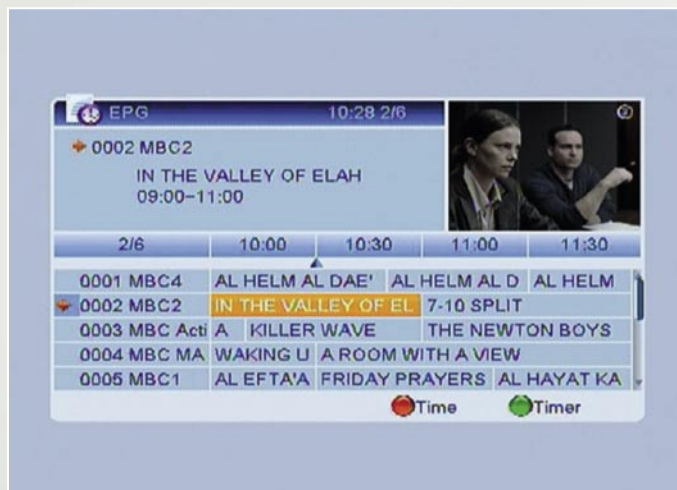 EPG 10:28 2/6
0002 MBC2
IN THE VALLEY OF ELAH
09:00-11:00
2/6 10:00 10:30 11:00 11:30
0001 MBC4 AL HELM AL DAE' AL HELM AL D AL HELM
0002 MBC2 IN THE VALLEY OF EL 7-10 SPLIT
0003 MBC Acti A KILLER WAVE THE NEWTON BOYS
0004 MBC MA WAKING U A ROOM WITH A VIEW
0005 MBC1 AL EFTA'A FRIDAY PRAYERS AL HAYAT KA
Time Timer